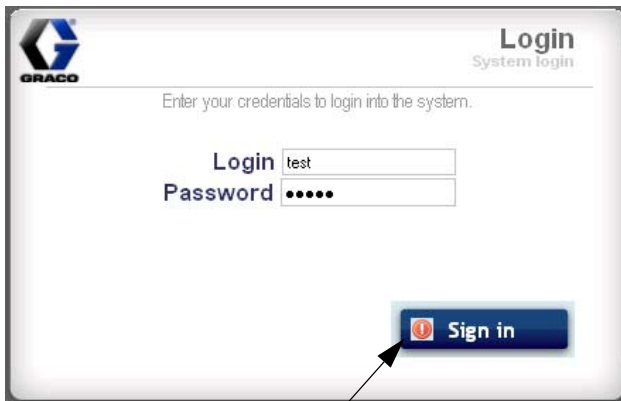 Login
System login
GRACO
Enter your credentials to login into the system.
Login test
Password •••••
Sign in